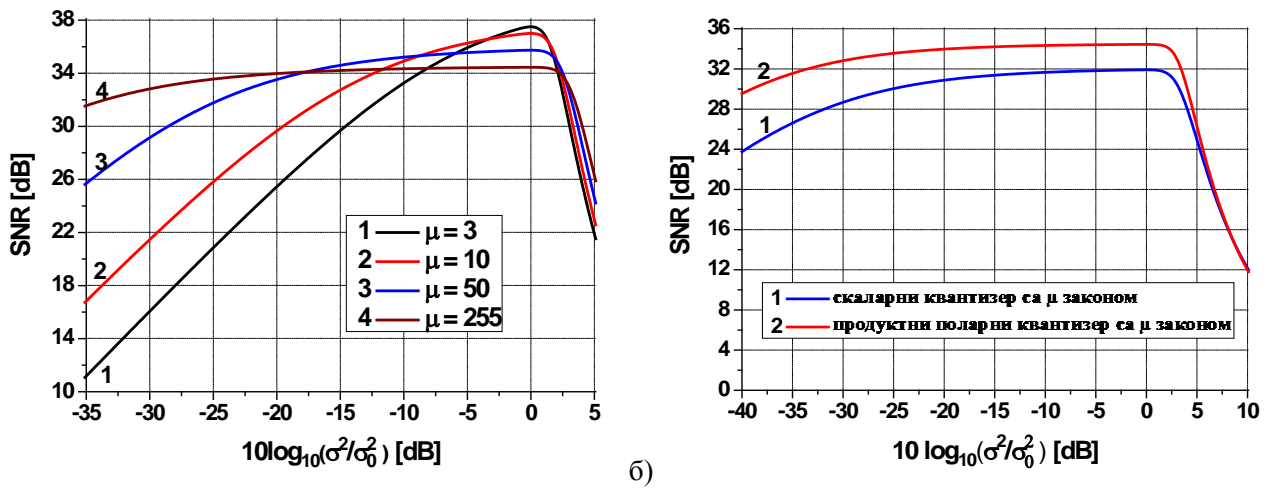 38
34
30
26
22
18
14
10
SNR [dB]
4
3
2
1
1 μ = 3
2 μ = 10
3 μ = 50
4 μ = 255
-35 -30 -25 -20 -15 -10 -5 0 5
10log₁₀(σ²/σ₀²) [dB]
б)
36
32
28
24
20
16
12
8
4
0
SNR [dB]
2
1
1 скаларни квантизер са μ законом
2 продуктни поларни квантизер са μ законом
-40 -35 -30 -25 -20 -15 -10 -5 0 5 10
10 log₁₀(σ²/σ₀²) [dB]